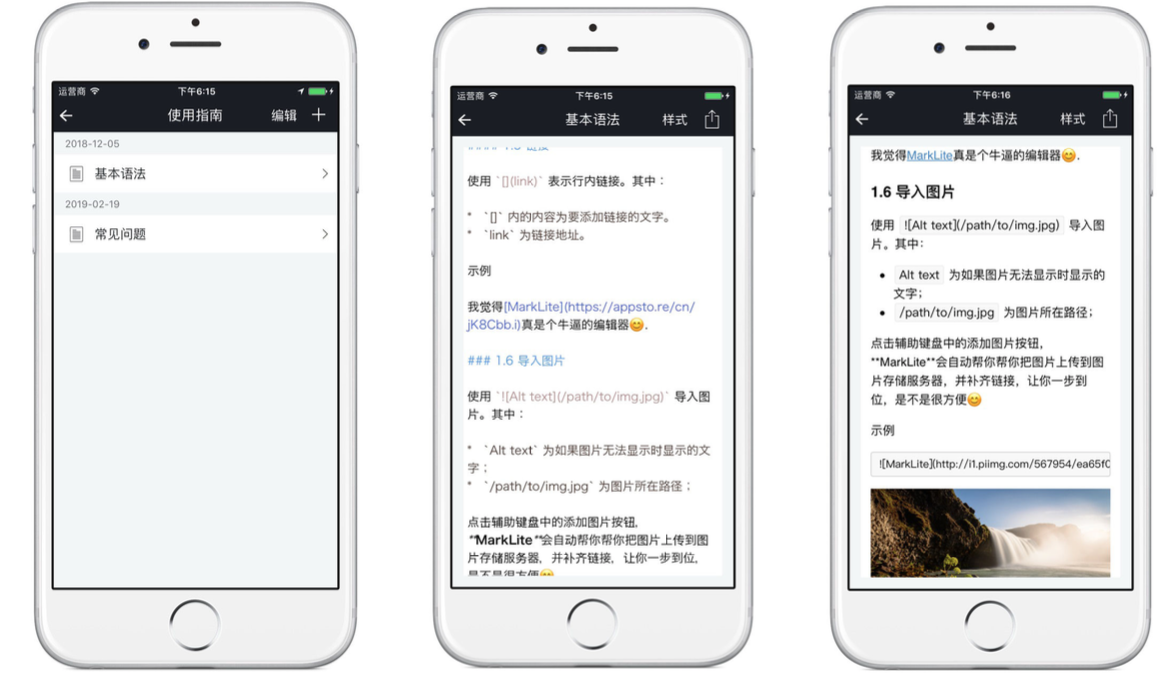 运营商
下午6:15
使用指南
编辑
2018-12-05
基本语法
2019-02-19
常见问题
运营商
下午6:15
基本语法
样式
使用 `[](link)` 表示行内链接。其中：
* `[]` 内的内容为要添加链接的文字。
* `link` 为链接地址。
示例
我觉得[MarkLite](https://appsto.re/cn/
jK8Cbb.i)真是个牛逼的编辑器😊.
### 1.6 导入图片
使用 `![Alt text](/path/to/img.jpg)` 导入图
片。其中：
* `Alt text` 为如果图片无法显示时显示的文
字；
* `/path/to/img.jpg` 为图片所在路径；
点击辅助键盘中的添加图片按钮,
**MarkLite**会自动帮你帮你把图片上传到图
片存储服务器，并补齐链接，让你一步到位,
是不是很方便😊
运营商
下午6:16
基本语法
样式
我觉得MarkLite真是个牛逼的编辑器😊.
1.6 导入图片
使用 ![Alt text](/path/to/img.jpg) 导入图
片。其中：
• Alt text 为如果图片无法显示时显示的
文字；
• /path/to/img.jpg 为图片所在路径；
点击辅助键盘中的添加图片按钮,
**MarkLite**会自动帮你帮你把图片上传到图
片存储服务器，并补齐链接，让你一步到
位，是不是很方便😊
示例
![MarkLite](http://i1.piimg.com/567954/ea65f0